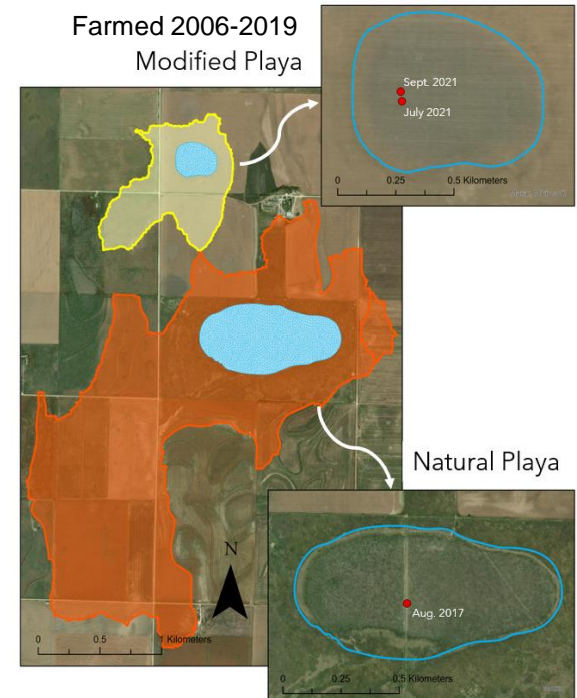 Farmed 2006-2019
Modified Playa
Sept. 2021
July 2021
0 0.25 0.5 Kilometers
Natural Playa
N
Aug. 2017
0 0.5 1 Kilometers
0 0.25 0.5 Kilometers